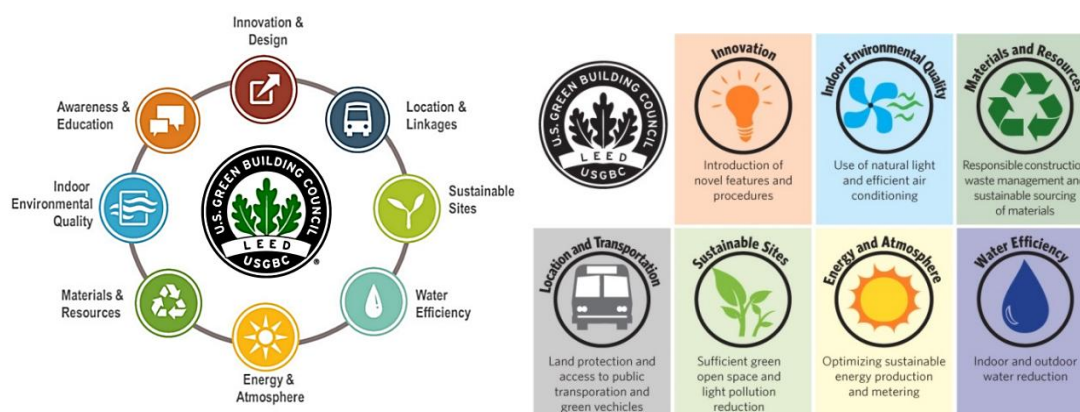 Innovation &
Design
Location &
Linkages
Sustainable
Sites
Water
Efficiency
Energy &
Atmosphere
Materials &
Resources
Indoor
Environmental
Quality
Awareness &
Education
U.S. GREEN BUILDING COUNCIL
LEED
USGBC
®
U.S. GREEN BUILDING COUNCIL
LEED
USGBC
Innovation
Introduction of
novel features and
procedures
Indoor Environmental Quality
Use of natural light
and efficient air
conditioning
Materials and Resources
Responsible constructio
waste management and
sustainable sourcing
of materials
Location and Transportation
Land protection and
access to public
transporation and
green vechicles
Sustainable Sites
Sufficient green
open space and
light pollution
reduction
Energy and Atmosphere
Optimizing sustainable
energy production
and metering
Water Efficiency
Indoor and outdoor
water reduction